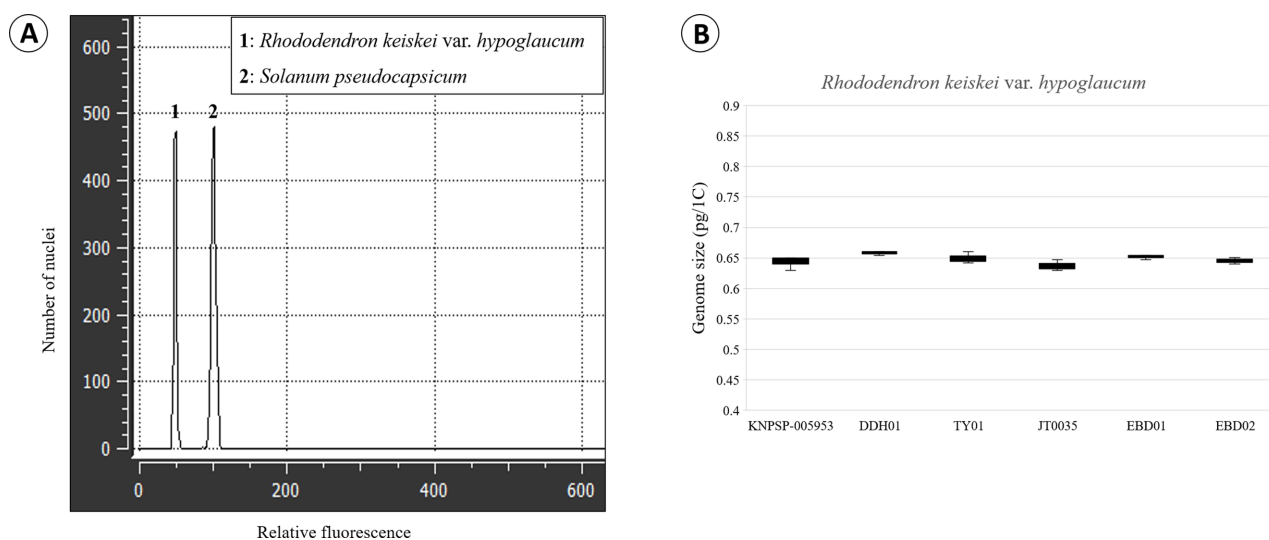 A
1: Rhododendron keiskei var. hypoglaucum
2: Solanum pseudocapsicum
1
2
Number of nuclei
600
500
400
300
200
100
0
0
200
400
600
Relative fluorescence
B
Rhododendron keiskei var. hypoglaucum
Genome size (pg/1C)
0.9
0.85
0.8
0.75
0.7
0.65
0.6
0.55
0.5
0.45
0.4
KNPSP-005953
DDH01
TY01
JT0035
EBD01
EBD02